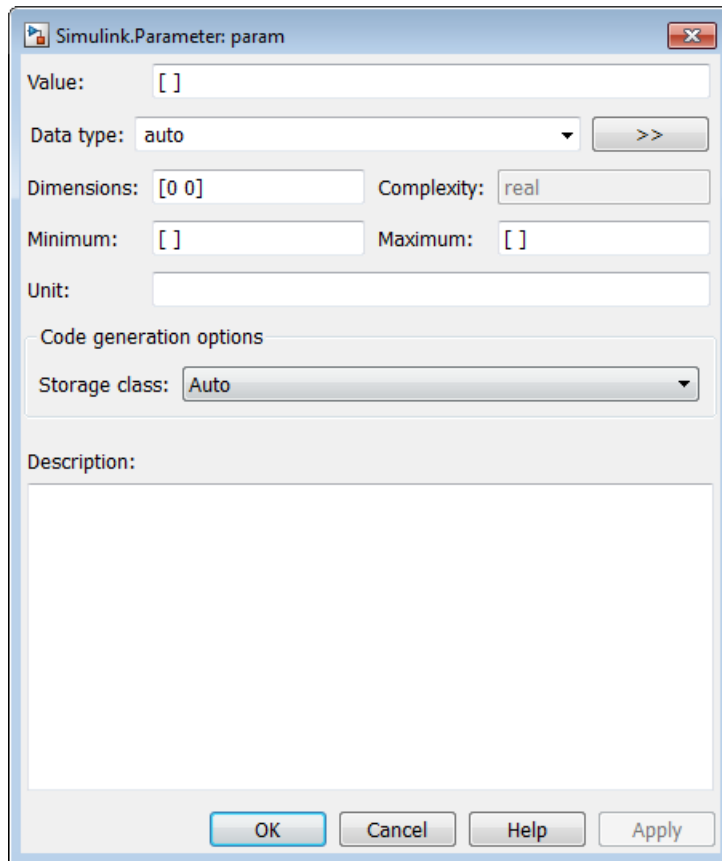 Simulink.Parameter: param
Value: [ ]
Data type: auto >>
Dimensions: [0 0] Complexity: real
Minimum: [ ] Maximum: [ ]
Unit:
Code generation options
Storage class: Auto
Description:
OK Cancel Help Apply